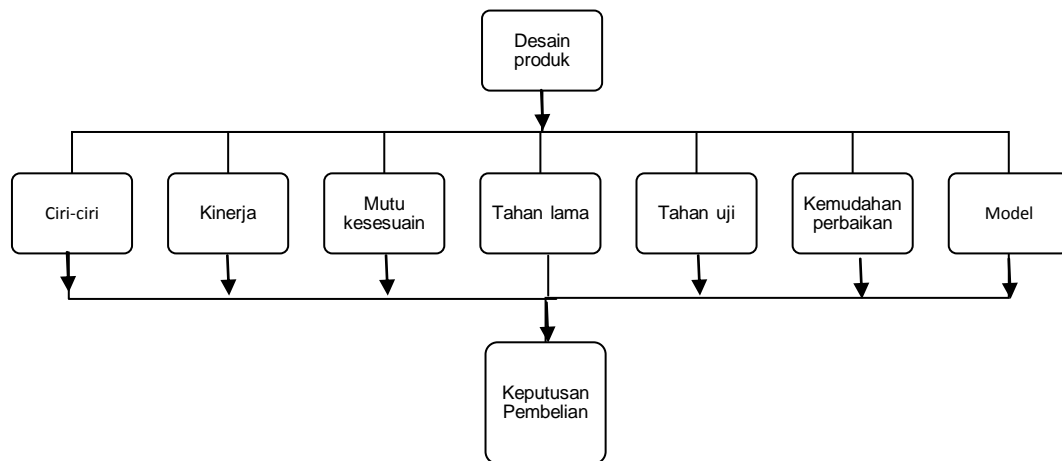 Desain
produk
Ciri-ciri
Kinerja
Mutu
kesesuain
Tahan lama
Tahan uji
Kemudahan
perbaikan
Model
Keputusan
Pembelian